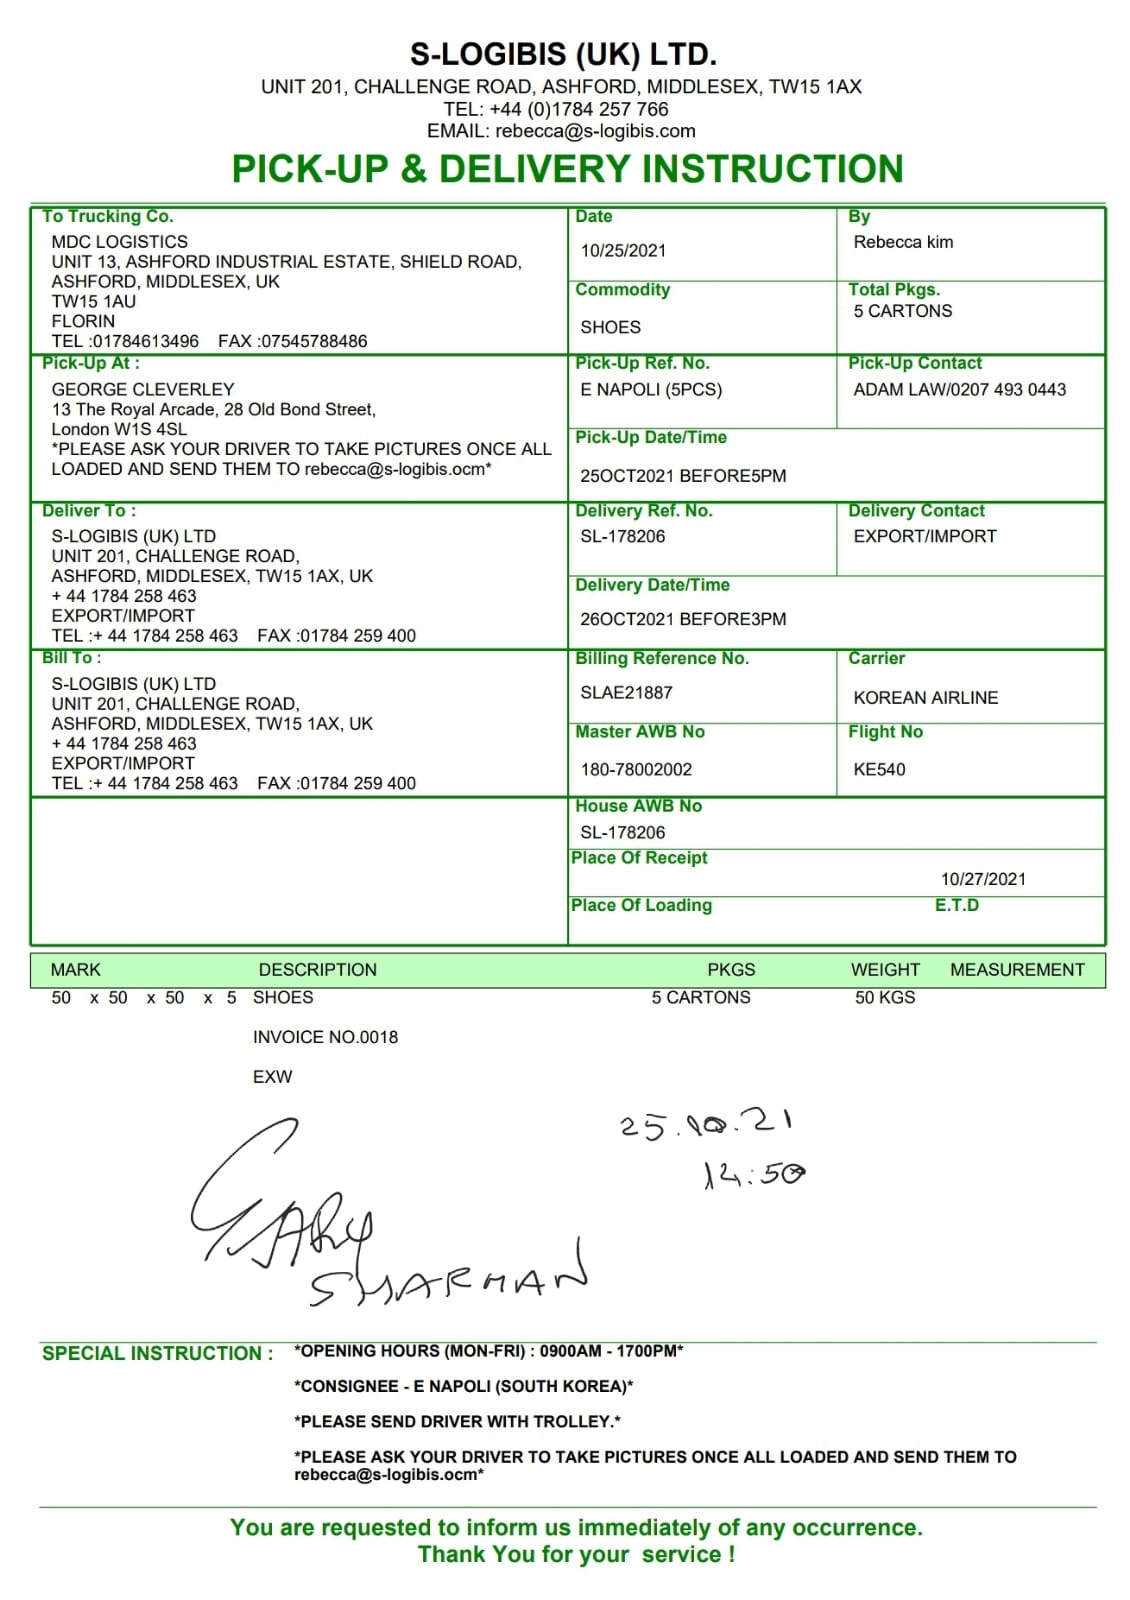 S-LOGIBIS (UK) LTD.
UNIT 201, CHALLENGE ROAD, ASHFORD, MIDDLESEX, TW15 1AX
TEL: +44 (0)1784 257 766
EMAIL: rebecca@s-logibis.com
PICK-UP & DELIVERY INSTRUCTION
To Trucking Co.
MDC LOGISTICS
UNIT 13, ASHFORD INDUSTRIAL ESTATE, SHIELD ROAD,
ASHFORD, MIDDLESEX, UK
TW15 1AU
FLORIN
TEL :01784613496 FAX :07545788486
Date
10/25/2021
By
Rebecca kim
Commodity
SHOES
Total Pkgs.
5 CARTONS
Pick-Up At :
GEORGE CLEVERLEY
13 The Royal Arcade, 28 Old Bond Street,
London W1S 4SL
*PLEASE ASK YOUR DRIVER TO TAKE PICTURES ONCE ALL
LOADED AND SEND THEM TO rebecca@s-logibis.ocm*
Pick-Up Ref. No.
E NAPOLI (5PCS)
Pick-Up Contact
ADAM LAW/0207 493 0443
Pick-Up Date/Time
25OCT2021 BEFORE5PM
Deliver To :
S-LOGIBIS (UK) LTD
UNIT 201, CHALLENGE ROAD,
ASHFORD, MIDDLESEX, TW15 1AX, UK
+ 44 1784 258 463
EXPORT/IMPORT
TEL :+ 44 1784 258 463 FAX :01784 259 400
Delivery Ref. No.
SL-178206
Delivery Contact
EXPORT/IMPORT
Delivery Date/Time
26OCT2021 BEFORE3PM
Bill To :
S-LOGIBIS (UK) LTD
UNIT 201, CHALLENGE ROAD,
ASHFORD, MIDDLESEX, TW15 1AX, UK
+ 44 1784 258 463
EXPORT/IMPORT
TEL :+ 44 1784 258 463 FAX :01784 259 400
Billing Reference No.
SLAE21887
Carrier
KOREAN AIRLINE
Master AWB No
180-78002002
Flight No
KE540
House AWB No
SL-178206
Place Of Receipt
10/27/2021
Place Of Loading E.T.D
MARK DESCRIPTION PKGS WEIGHT MEASUREMENT
50 x 50 x 50 x 5 SHOES 5 CARTONS 50 KGS
INVOICE NO.0018
EXW
25.10.21
14:50
GARY
SHARMAN
SPECIAL INSTRUCTION : *OPENING HOURS (MON-FRI) : 0900AM - 1700PM*
*CONSIGNEE - E NAPOLI (SOUTH KOREA)*
*PLEASE SEND DRIVER WITH TROLLEY.*
*PLEASE ASK YOUR DRIVER TO TAKE PICTURES ONCE ALL LOADED AND SEND THEM TO
rebecca@s-logibis.ocm*
You are requested to inform us immediately of any occurrence.
Thank You for your service !